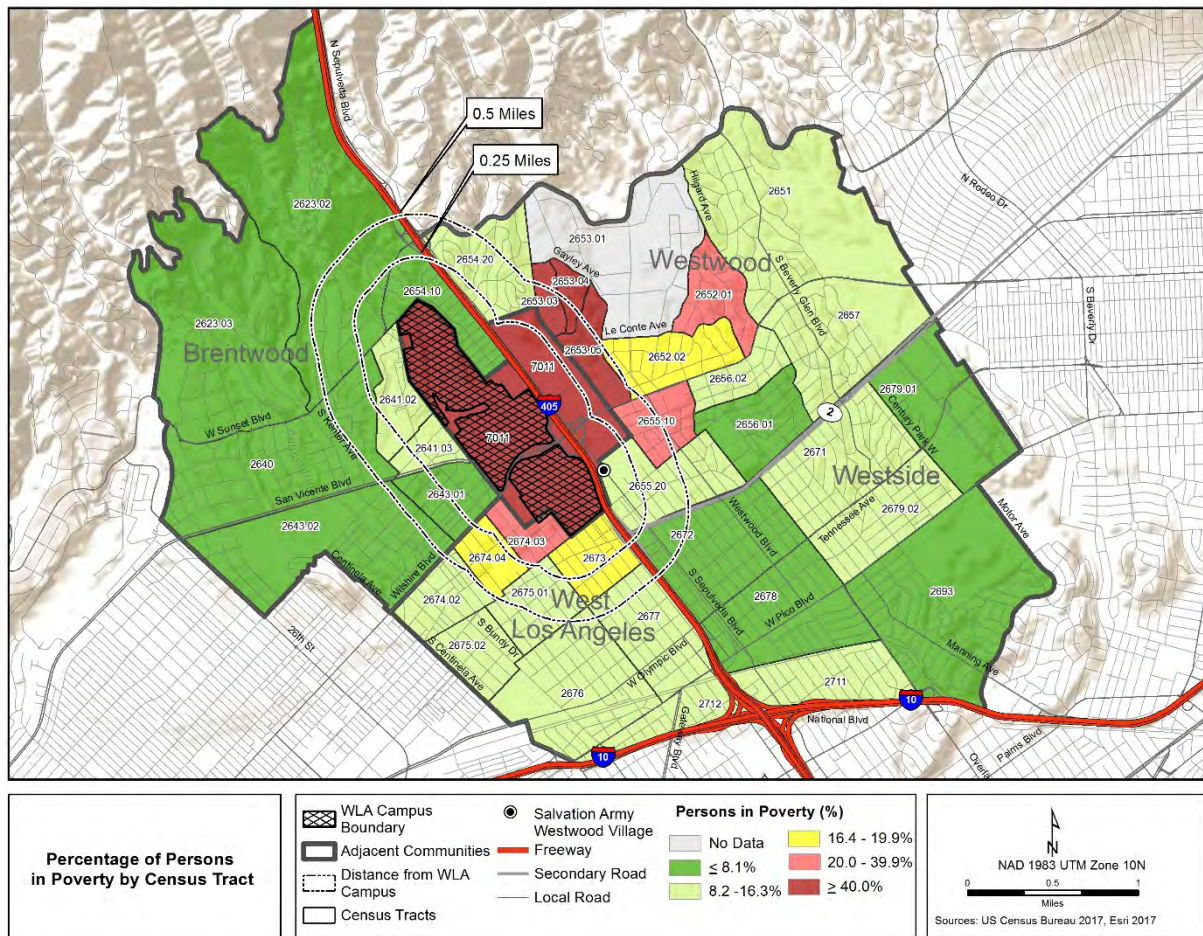 N Sepulveda Blvd
0.5 Miles
0.25 Miles
2623.02
2651
Hilgard Ave
N Rodeo Dr
2653.01
Westwood
2654.20
Gayley Ave
2653.04
2653.03
2652.01
S Beverly Glen Blvd
S Beverly Dr
2654.10
2657
2623.03
Le Conte Ave
Brentwood
2653.05
2652.02
7011
2656.02
2679.01
405
2641.02
Century Park W
2
W Sunset Blvd
S Kenter Ave
2655.10
2656.01
7011
2641.03
2671
Westside
2640
2655.20
San Vicente Blvd
2643.01
Westwood Blvd
Tennessee Ave
2679.02
Motor Ave
2643.02
2672
2674.03
2673
2674.04
Centinela Ave
Wilshire Blvd
S Sepulveda Blvd
2678
2693
2675.01
2674.02
West
Los Angeles
2677
W Pico Blvd
26th St
S Bundy Dr
2675.02
S Centinela Ave
W Olympic Blvd
Manning Ave
2711
2676
2712
10
National Blvd
Gateway Blvd
Palms Blvd
10
Percentage of Persons
in Poverty by Census Tract
WLA Campus
Boundary
Adjacent Communities
Distance from WLA
Campus
Census Tracts
Salvation Army
Westwood Village
Freeway
Secondary Road
Local Road
Persons in Poverty (%)
No Data
≤ 8.1%
8.2 -16.3%
16.4 - 19.9%
20.0 - 39.9%
≥ 40.0%
N
NAD 1983 UTM Zone 10N
0 0.5 1
Miles
Sources: US Census Bureau 2017, Esri 2017